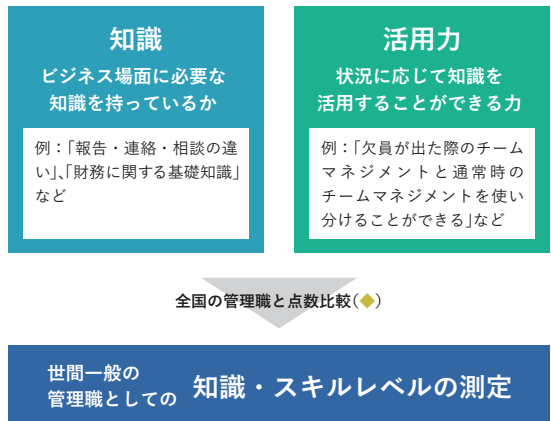 知識
ビジネス場面に必要な
知識を持っているか
例：「報告・連絡・相談の違
い」、「財務に関する基礎知識」
など
活用力
状況に応じて知識を
活用することができる力
例：「欠員が出た際のチーム
マネジメントと通常時の
チームマネジメントを使い
分けることができる」など
全国の管理職と点数比較(◆)
世間一般の
管理職としての
知識・スキルレベルの測定